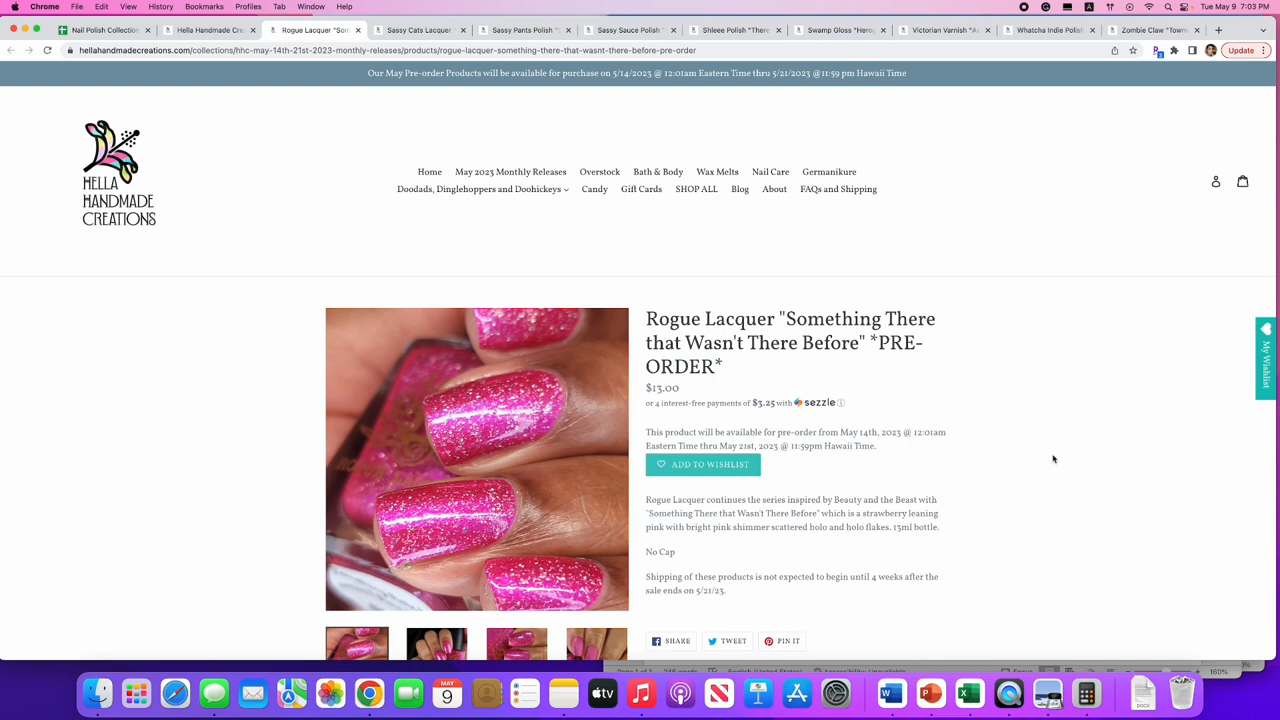 Chrome File Edit View History Bookmarks Profiles Tab Window Help Tue May 9 7:03 PM
Nail Polish Collection Hella Handmade Cre Rogue Lacquer "Som Sassy Cats Lacquer Sassy Pants Polish Sassy Sauce Polish Shleee Polish "There Swamp Gloss "Herop Victorian Varnish "Ar Whatcha Indie Polish Zombie Claw "Towne
hellahandmadecreations.com/collections/hhc-may-14th-21st-2023-monthly-releases/products/rogue-lacquer-something-there-that-wasnt-there-before-pre-order Update
Our May Pre-order Products will be available for purchase on 5/14/2023 @ 12:01am Eastern Time thru 5/21/2023 @11:59 pm Hawaii Time
HELLA
HANDMADE
CREATIONS
Home May 2023 Monthly Releases Overstock Bath & Body Wax Melts Nail Care Germanikure
Doodads, Dinglehoppers and Doohickeys Candy Gift Cards SHOP ALL Blog About FAQs and Shipping
Rogue Lacquer "Something There
that Wasn't There Before" *PRE-
ORDER*
$13.00
or 4 interest-free payments of $3.25 with sezzle
This product will be available for pre-order from May 14th, 2023 @ 12:01am
Eastern Time thru May 21st, 2023 @ 11:59pm Hawaii Time.
ADD TO WISHLIST
Rogue Lacquer continues the series inspired by Beauty and the Beast with
"Something There that Wasn't There Before" which is a strawberry leaning
pink with bright pink shimmer scattered holo and holo flakes. 13ml bottle.
No Cap
Shipping of these products is not expected to begin until 4 weeks after the
sale ends on 5/21/23.
SHARE TWEET PIN IT
My Wishlist
160%
MAY
9
tv
W
P
X
DOCX